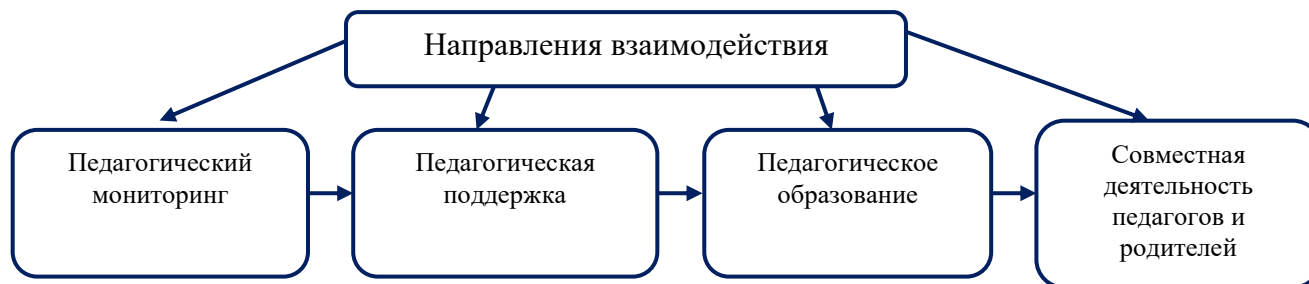 Направления взаимодействия
Педагогический
мониторинг
Педагогическая
поддержка
Педагогическое
образование
Совместная
деятельность
педагогов и
родителей